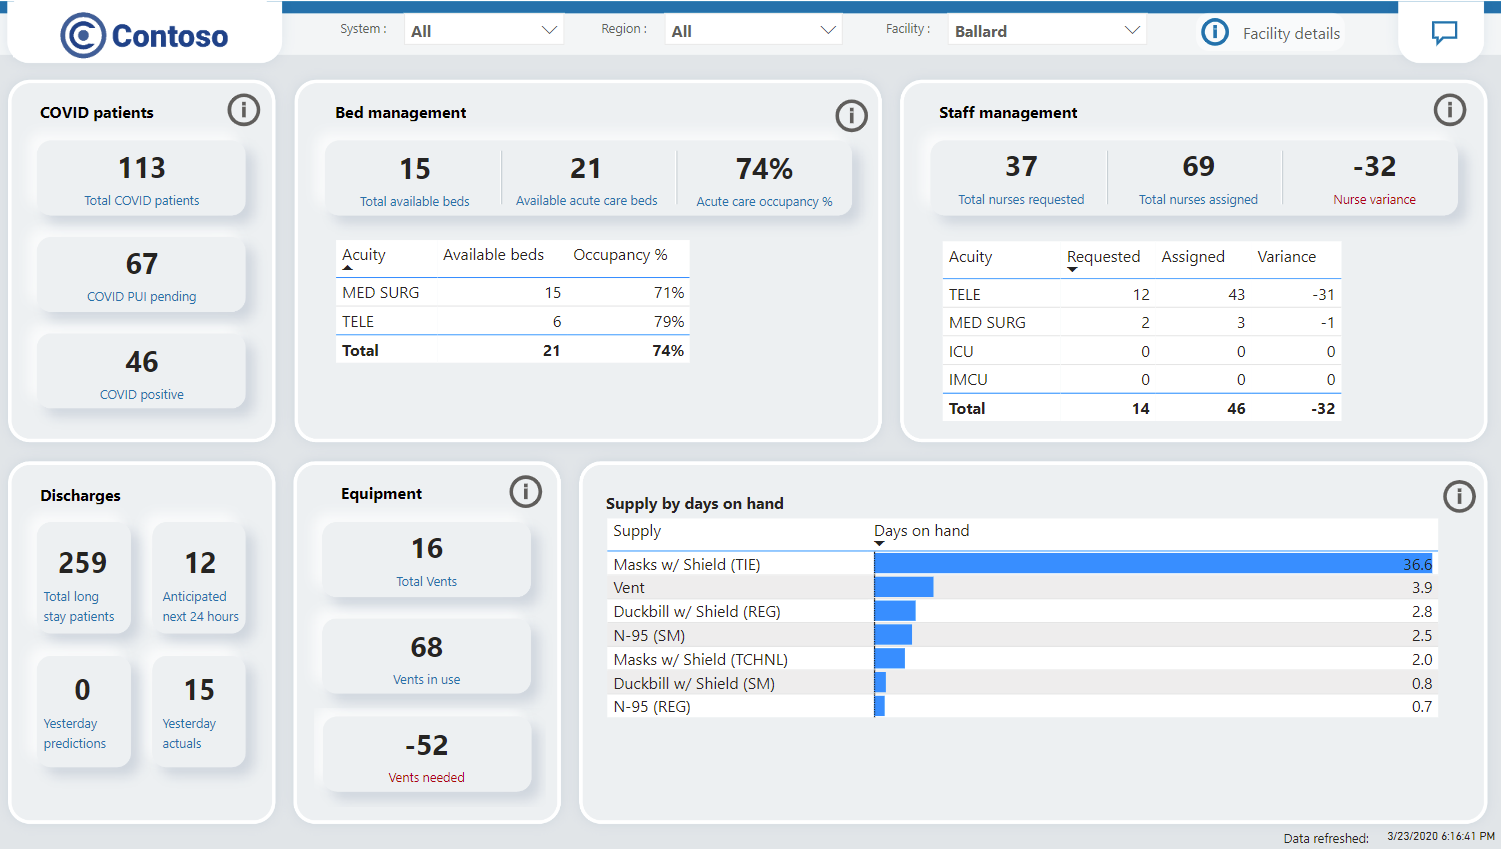 Contoso
System :
All
Region :
All
Facility :
Ballard
Facility details
COVID patients
113
Total COVID patients
67
COVID PUI pending
46
COVID positive
Bed management
15
Total available beds
21
Available acute care beds
74%
Acute care occupancy %
Acuity Available beds Occupancy %
MED SURG 15 71%
TELE 6 79%
Total 21 74%
Staff management
37
Total nurses requested
69
Total nurses assigned
-32
Nurse variance
Acuity Requested Assigned Variance
TELE 12 43 -31
MED SURG 2 3 -1
ICU 0 0 0
IMCU 0 0 0
Total 14 46 -32
Discharges
259
Total long
stay patients
12
Anticipated
next 24 hours
0
Yesterday
predictions
15
Yesterday
actuals
Equipment
16
Total Vents
68
Vents in use
-52
Vents needed
Supply by days on hand
Supply Days on hand
Masks w/ Shield (TIE) 36.6
Vent 3.9
Duckbill w/ Shield (REG) 2.8
N-95 (SM) 2.5
Masks w/ Shield (TCHNL) 2.0
Duckbill w/ Shield (SM) 0.8
N-95 (REG) 0.7
Data refreshed: 3/23/2020 6:16:41 PM